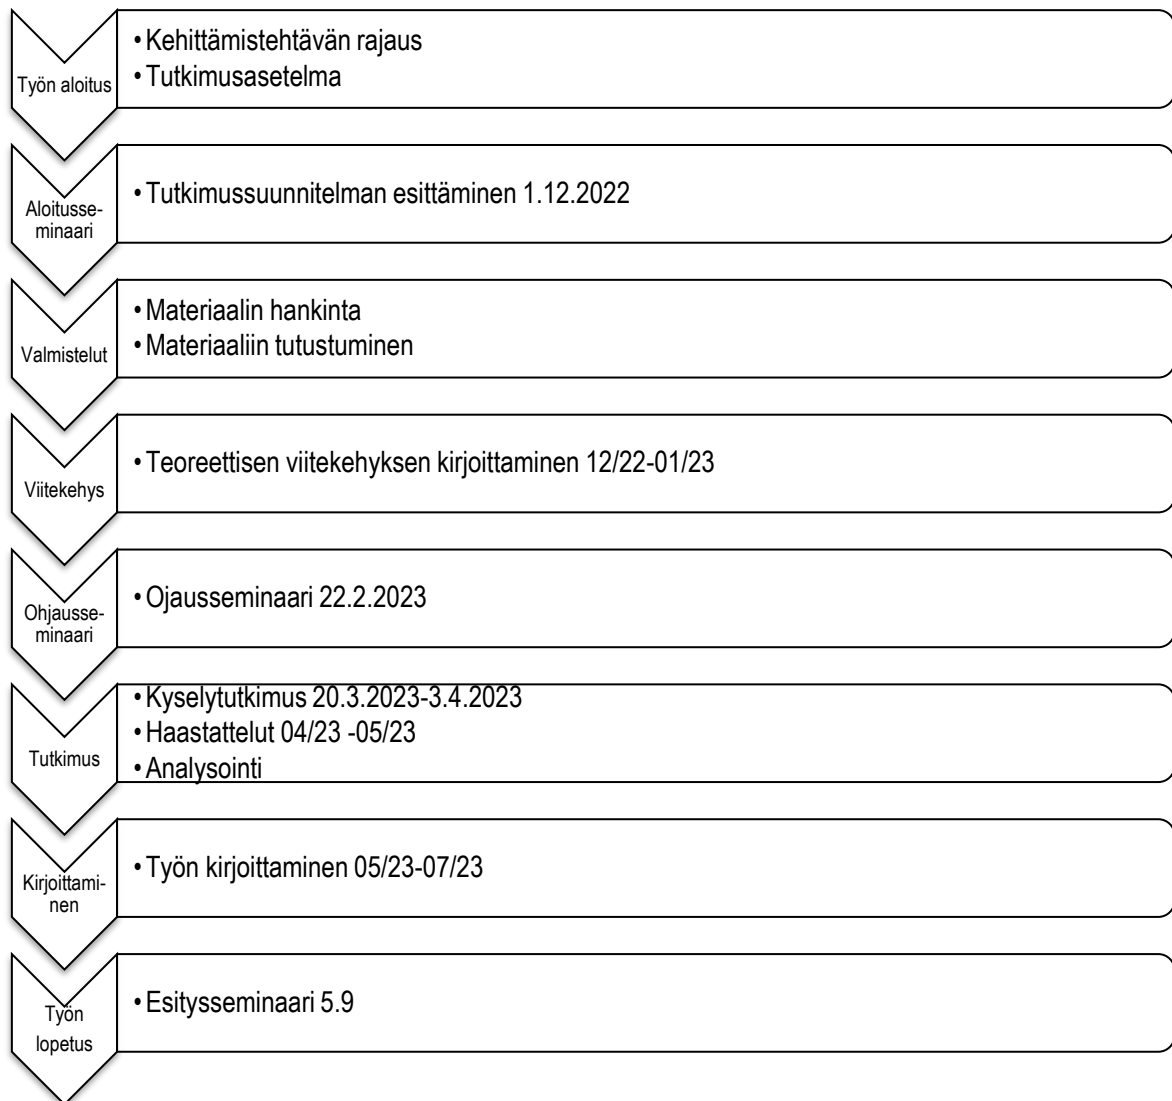 Työn aloitus
• Kehittämistehtävän rajaus
• Tutkimusasetelma
Aloitusse-
minaari
• Tutkimussuunnitelman esittäminen 1.12.2022
Valmistelut
• Materiaalin hankinta
• Materiaaliin tutustuminen
Viitekehys
• Teoreettisen viitekehyksen kirjoittaminen 12/22-01/23
Ohjausse-
minaari
• Ojausseminaari 22.2.2023
Tutkimus
• Kyselytutkimus 20.3.2023-3.4.2023
• Haastattelut 04/23 -05/23
• Analysointi
Kirjoittami-
nen
• Työn kirjoittaminen 05/23-07/23
Työn
lopetus
• Esitysseminaari 5.9